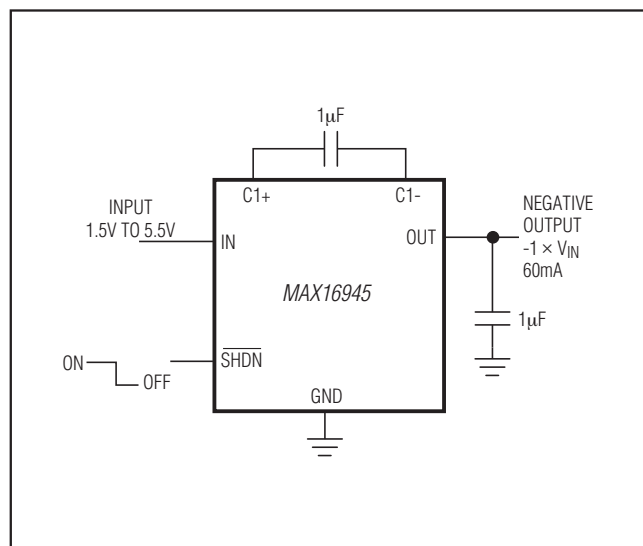 1µF
C1+
C1-
INPUT
1.5V TO 5.5V
IN
OUT
NEGATIVE
OUTPUT
-1 × VIN
60mA
MAX16945
1µF
ON
OFF
SHDN
GND